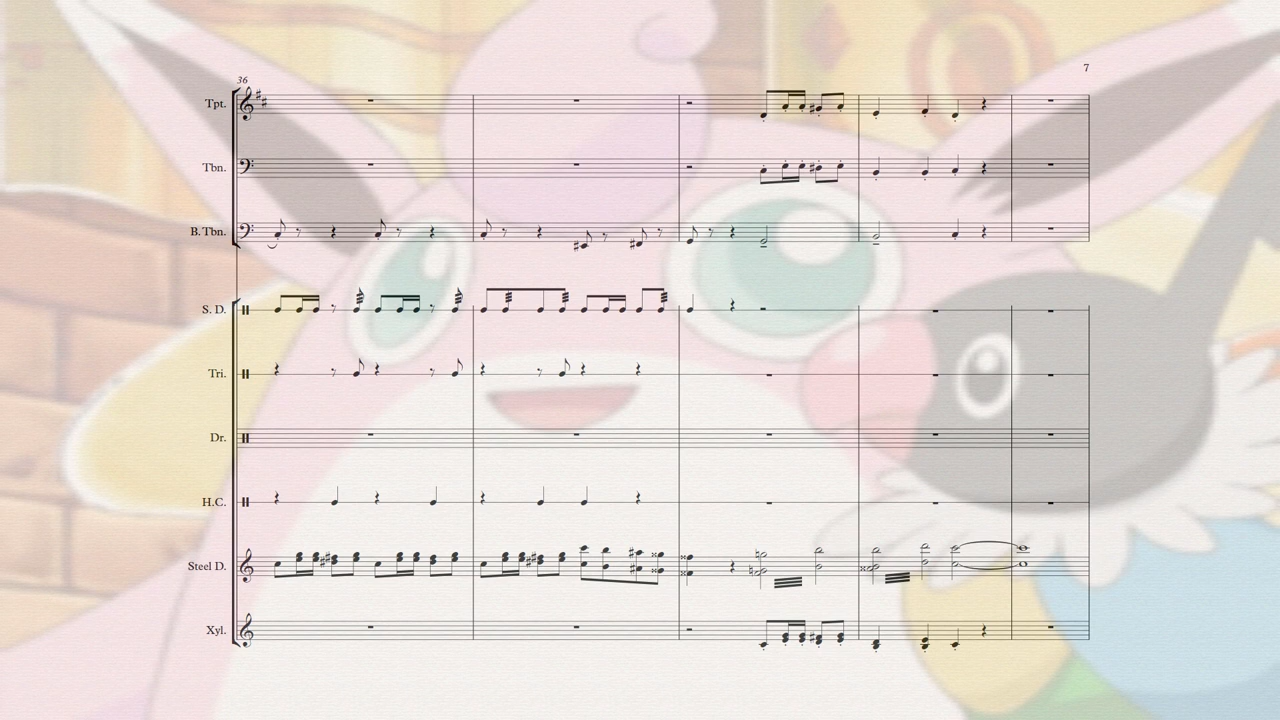 7
36
Tpt.
Tbn.
B. Tbn.
S. D.
Tri.
Dr.
H.C.
Steel D.
Xyl.